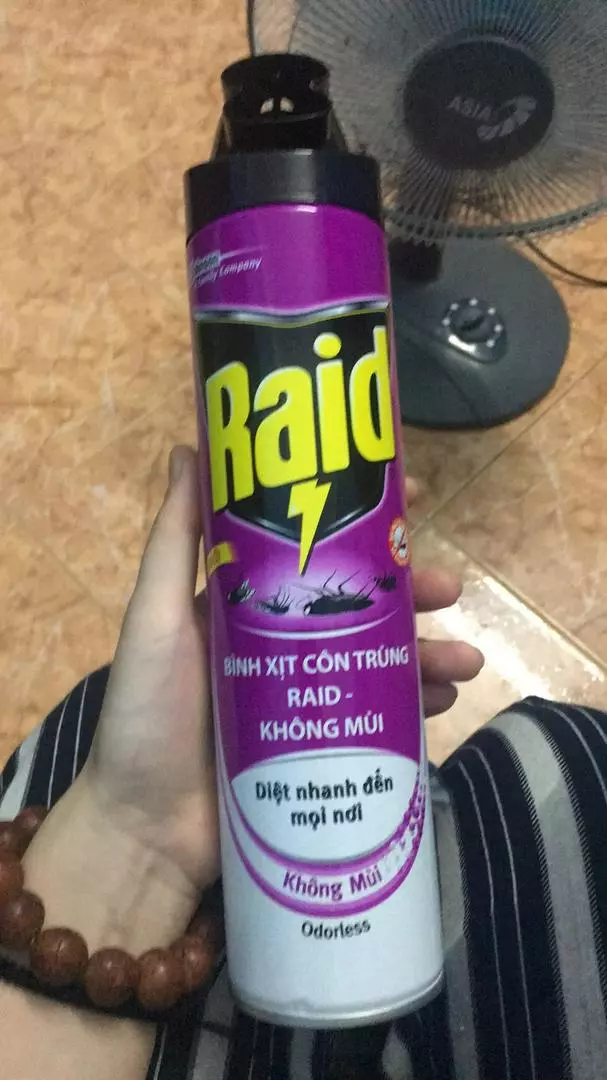 ASIA
A Family Company
Raid
BÌNH XỊT CÔN TRÙNG
RAID -
KHÔNG MÙI
Diệt nhanh đến
mọi nơi
Không Mùi
Odorless